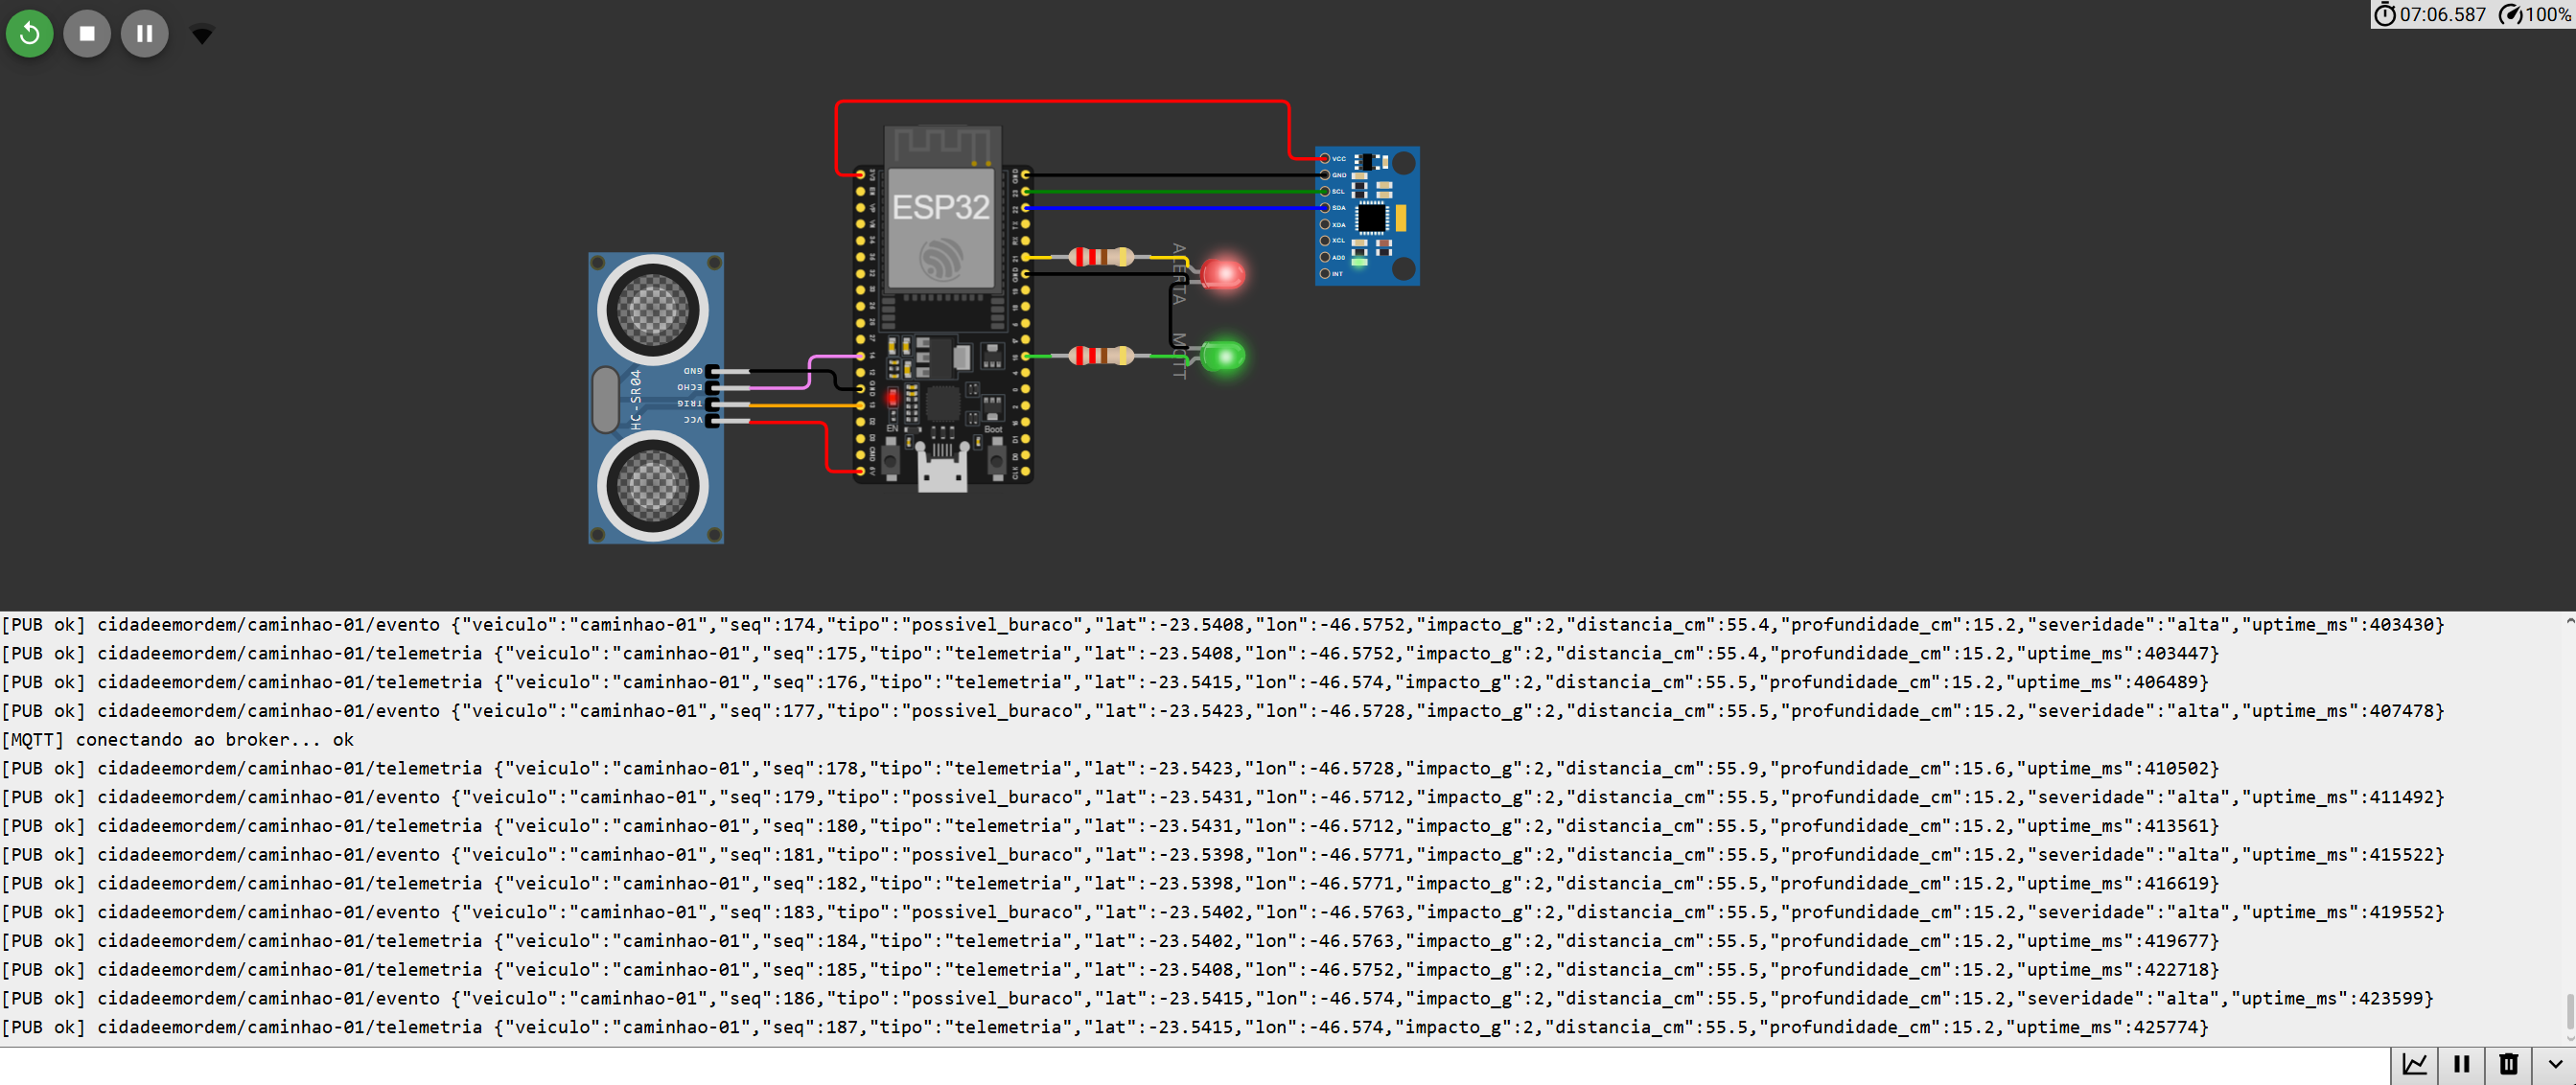 07:06.587 100%
ESP32
VCC
GND
SCL
SDA
XDA
XCL
AD0
INT
ALERTA
MQTT
HC-SR04
GND
ECHO
TRIG
VCC
EN
Boot
[PUB ok] cidadeemordem/caminhao-01/evento {"veiculo":"caminhao-01","seq":174,"tipo":"possivel_buraco","lat":-23.5408,"lon":-46.5752,"impacto_g":2,"distancia_cm":55.4,"profundidade_cm":15.2,"severidade":"alta","uptime_ms":403430}
[PUB ok] cidadeemordem/caminhao-01/telemetria {"veiculo":"caminhao-01","seq":175,"tipo":"telemetria","lat":-23.5408,"lon":-46.5752,"impacto_g":2,"distancia_cm":55.4,"profundidade_cm":15.2,"uptime_ms":403447}
[PUB ok] cidadeemordem/caminhao-01/telemetria {"veiculo":"caminhao-01","seq":176,"tipo":"telemetria","lat":-23.5415,"lon":-46.574,"impacto_g":2,"distancia_cm":55.5,"profundidade_cm":15.2,"uptime_ms":406489}
[PUB ok] cidadeemordem/caminhao-01/evento {"veiculo":"caminhao-01","seq":177,"tipo":"possivel_buraco","lat":-23.5423,"lon":-46.5728,"impacto_g":2,"distancia_cm":55.5,"profundidade_cm":15.2,"severidade":"alta","uptime_ms":407478}
[MQTT] conectando ao broker... ok
[PUB ok] cidadeemordem/caminhao-01/telemetria {"veiculo":"caminhao-01","seq":178,"tipo":"telemetria","lat":-23.5423,"lon":-46.5728,"impacto_g":2,"distancia_cm":55.9,"profundidade_cm":15.6,"uptime_ms":410502}
[PUB ok] cidadeemordem/caminhao-01/evento {"veiculo":"caminhao-01","seq":179,"tipo":"possivel_buraco","lat":-23.5431,"lon":-46.5712,"impacto_g":2,"distancia_cm":55.5,"profundidade_cm":15.2,"severidade":"alta","uptime_ms":411492}
[PUB ok] cidadeemordem/caminhao-01/telemetria {"veiculo":"caminhao-01","seq":180,"tipo":"telemetria","lat":-23.5431,"lon":-46.5712,"impacto_g":2,"distancia_cm":55.5,"profundidade_cm":15.2,"uptime_ms":413561}
[PUB ok] cidadeemordem/caminhao-01/evento {"veiculo":"caminhao-01","seq":181,"tipo":"possivel_buraco","lat":-23.5398,"lon":-46.5771,"impacto_g":2,"distancia_cm":55.5,"profundidade_cm":15.2,"severidade":"alta","uptime_ms":415522}
[PUB ok] cidadeemordem/caminhao-01/telemetria {"veiculo":"caminhao-01","seq":182,"tipo":"telemetria","lat":-23.5398,"lon":-46.5771,"impacto_g":2,"distancia_cm":55.5,"profundidade_cm":15.2,"uptime_ms":416619}
[PUB ok] cidadeemordem/caminhao-01/evento {"veiculo":"caminhao-01","seq":183,"tipo":"possivel_buraco","lat":-23.5402,"lon":-46.5763,"impacto_g":2,"distancia_cm":55.5,"profundidade_cm":15.2,"severidade":"alta","uptime_ms":419552}
[PUB ok] cidadeemordem/caminhao-01/telemetria {"veiculo":"caminhao-01","seq":184,"tipo":"telemetria","lat":-23.5402,"lon":-46.5763,"impacto_g":2,"distancia_cm":55.5,"profundidade_cm":15.2,"uptime_ms":419677}
[PUB ok] cidadeemordem/caminhao-01/telemetria {"veiculo":"caminhao-01","seq":185,"tipo":"telemetria","lat":-23.5408,"lon":-46.5752,"impacto_g":2,"distancia_cm":55.5,"profundidade_cm":15.2,"uptime_ms":422718}
[PUB ok] cidadeemordem/caminhao-01/evento {"veiculo":"caminhao-01","seq":186,"tipo":"possivel_buraco","lat":-23.5415,"lon":-46.574,"impacto_g":2,"distancia_cm":55.5,"profundidade_cm":15.2,"severidade":"alta","uptime_ms":423599}
[PUB ok] cidadeemordem/caminhao-01/telemetria {"veiculo":"caminhao-01","seq":187,"tipo":"telemetria","lat":-23.5415,"lon":-46.574,"impacto_g":2,"distancia_cm":55.5,"profundidade_cm":15.2,"uptime_ms":425774}